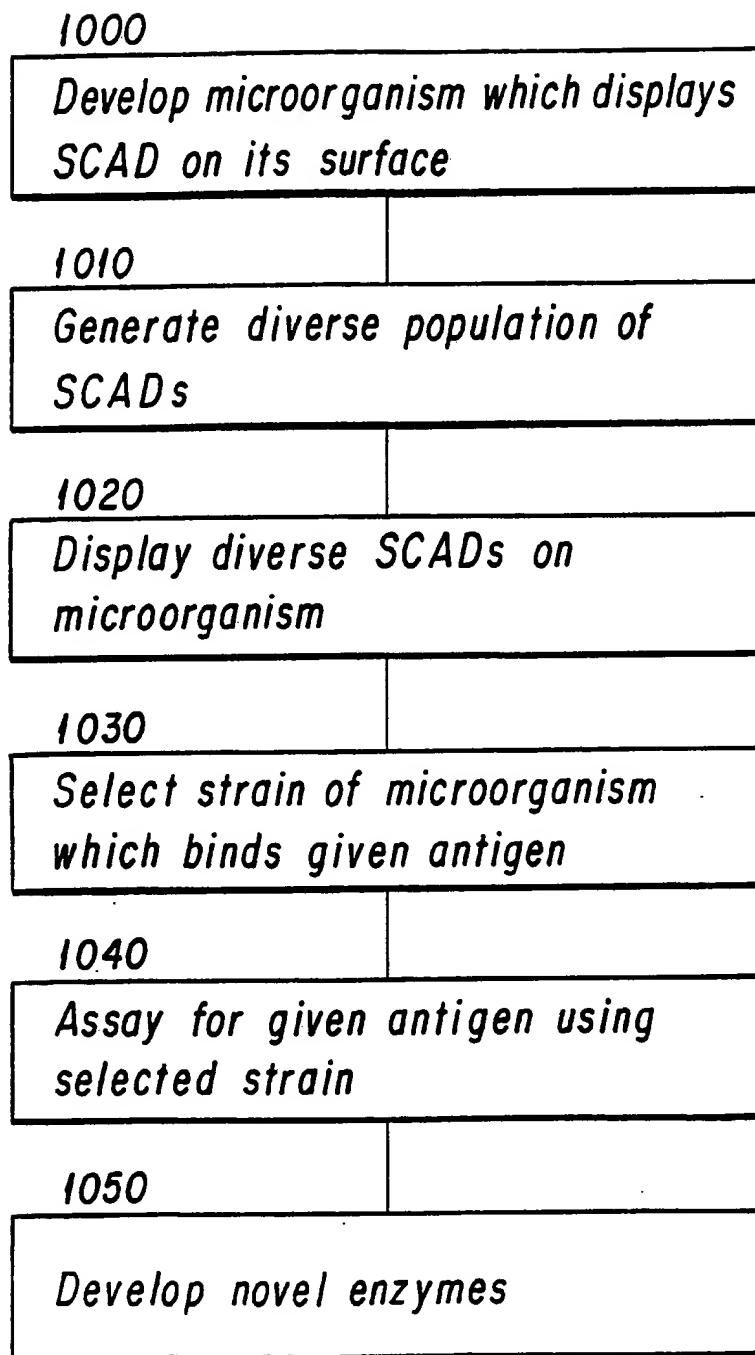 1000
Develop microorganism which displays
SCAD on its surface
1010
Generate diverse population of
SCADs
1020
Display diverse SCADs on
microorganism
1030
Select strain of microorganism
which binds given antigen
1040
Assay for given antigen using
selected strain
1050
Develop novel enzymes